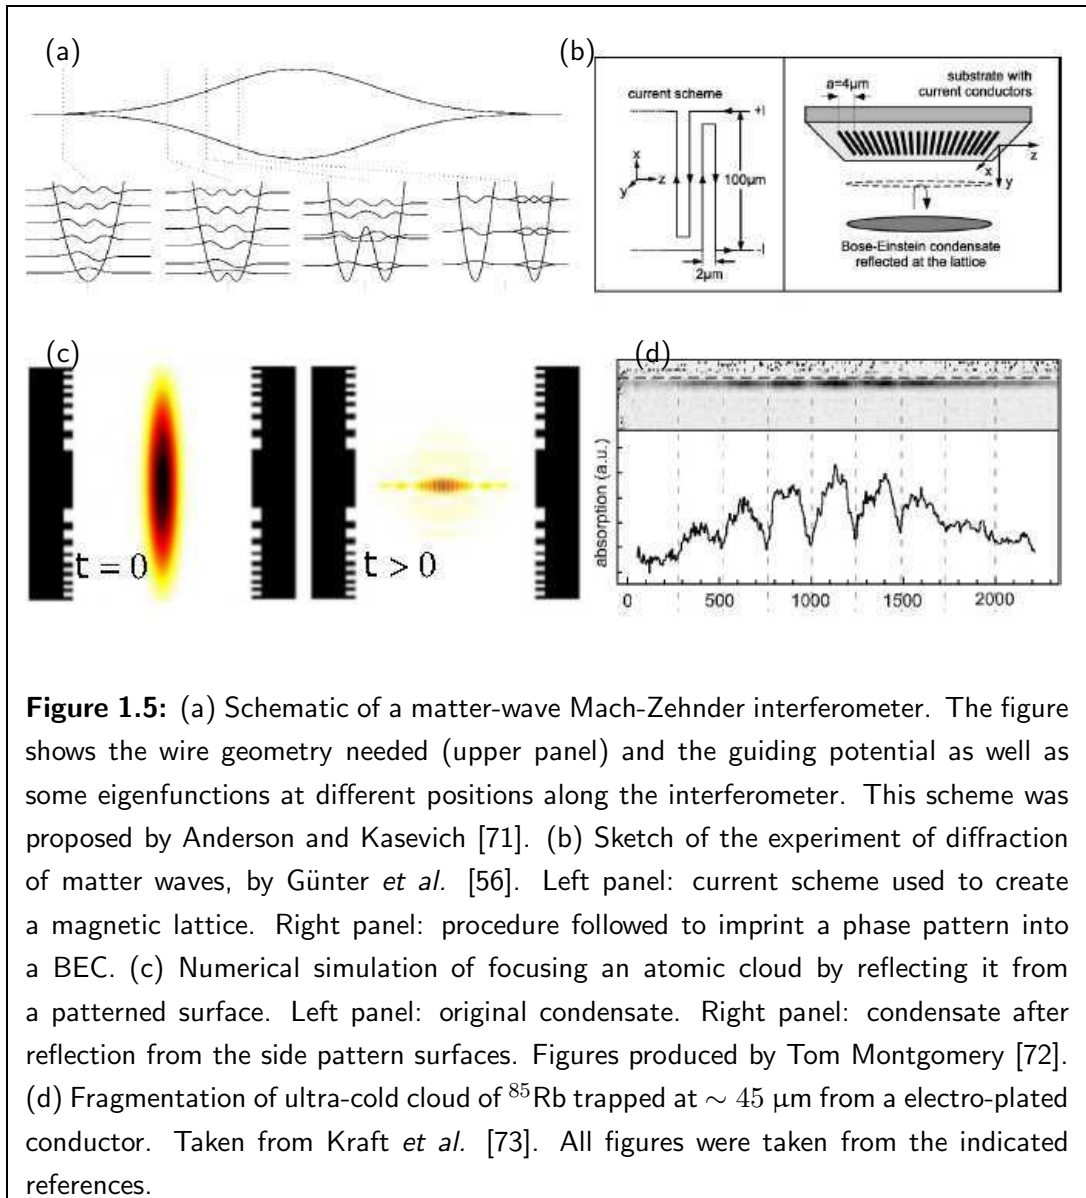 (a)
(b)
current scheme
+I
x
y
z
100µm
-I
2µm
a=4µm
substrate with
current conductors
x
z
y
Bose-Einstein condensate
reflected at the lattice
(c)
t = 0
t > 0
(d)
absorption (a.u.)
0 500 1000 1500 2000
Figure 1.5: (a) Schematic of a matter-wave Mach-Zehnder interferometer. The figure
shows the wire geometry needed (upper panel) and the guiding potential as well as
some eigenfunctions at different positions along the interferometer. This scheme was
proposed by Anderson and Kasevich [71]. (b) Sketch of the experiment of diffraction
of matter waves, by Günter et al. [56]. Left panel: current scheme used to create
a magnetic lattice. Right panel: procedure followed to imprint a phase pattern into
a BEC. (c) Numerical simulation of focusing an atomic cloud by reflecting it from
a patterned surface. Left panel: original condensate. Right panel: condensate after
reflection from the side pattern surfaces. Figures produced by Tom Montgomery [72].
(d) Fragmentation of ultra-cold cloud of ⁸⁵Rb trapped at ∼ 45 µm from a electro-plated
conductor. Taken from Kraft et al. [73]. All figures were taken from the indicated
references.